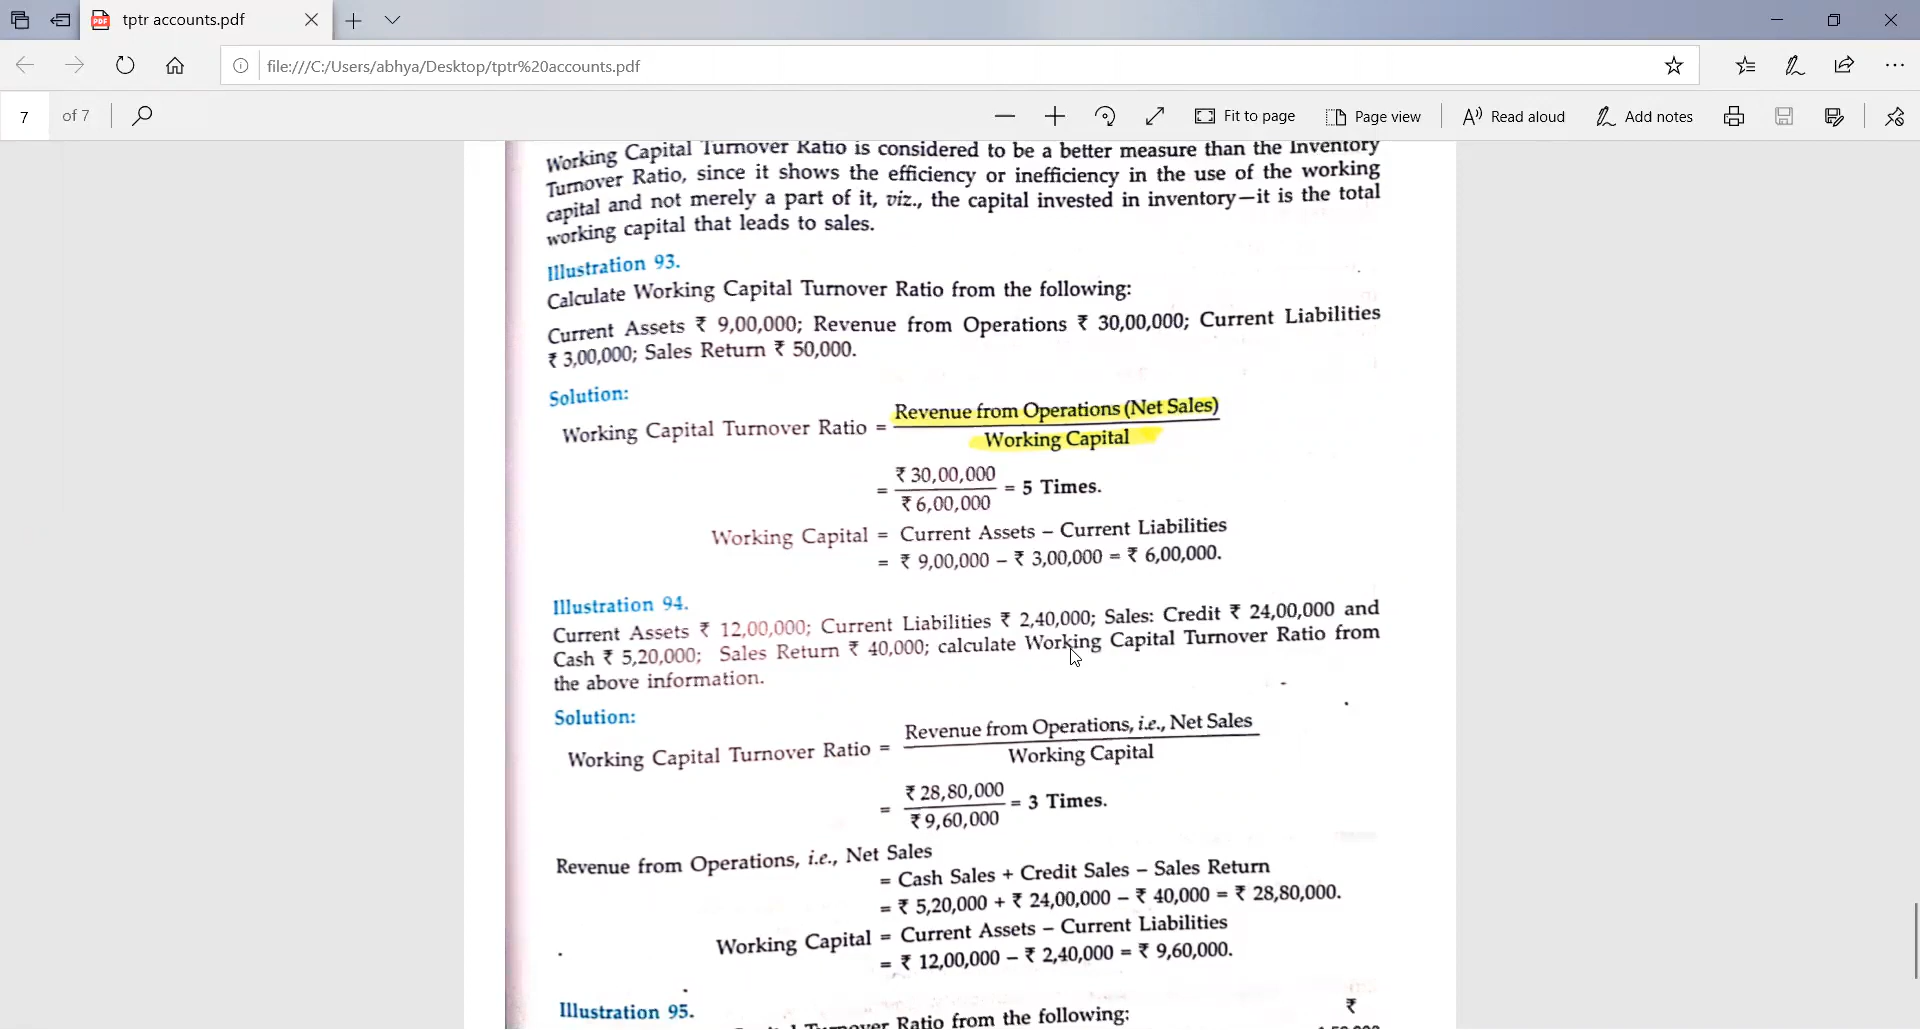 tptr accounts.pdf
file:///C:/Users/abhya/Desktop/tptr%20accounts.pdf
7 of 7 Fit to page Page view Read aloud Add notes
Working Capital Turnover Ratio is considered to be a better measure than the Inventory
Turnover Ratio, since it shows the efficiency or inefficiency in the use of the working
capital and not merely a part of it, viz., the capital invested in inventory—it is the total
working capital that leads to sales.
Illustration 93.
Calculate Working Capital Turnover Ratio from the following:
Current Assets ₹ 9,00,000; Revenue from Operations ₹ 30,00,000; Current Liabilities
₹ 3,00,000; Sales Return ₹ 50,000.
Solution:
Revenue from Operations (Net Sales)
Working Capital Turnover Ratio =
Working Capital
₹ 30,00,000
= = 5 Times.
₹ 6,00,000
Working Capital = Current Assets – Current Liabilities
= ₹ 9,00,000 – ₹ 3,00,000 = ₹ 6,00,000.
Illustration 94.
Current Assets ₹ 12,00,000; Current Liabilities ₹ 2,40,000; Sales: Credit ₹ 24,00,000 and
Cash ₹ 5,20,000; Sales Return ₹ 40,000; calculate Working Capital Turnover Ratio from
the above information.
Solution:
Revenue from Operations, i.e., Net Sales
Working Capital Turnover Ratio =
Working Capital
₹ 28,80,000
= = 3 Times.
₹ 9,60,000
Revenue from Operations, i.e., Net Sales
= Cash Sales + Credit Sales – Sales Return
= ₹ 5,20,000 + ₹ 24,00,000 – ₹ 40,000 = ₹ 28,80,000.
Working Capital = Current Assets – Current Liabilities
= ₹ 12,00,000 – ₹ 2,40,000 = ₹ 9,60,000.
Illustration 95.
₹
Turnover Ratio from the following: